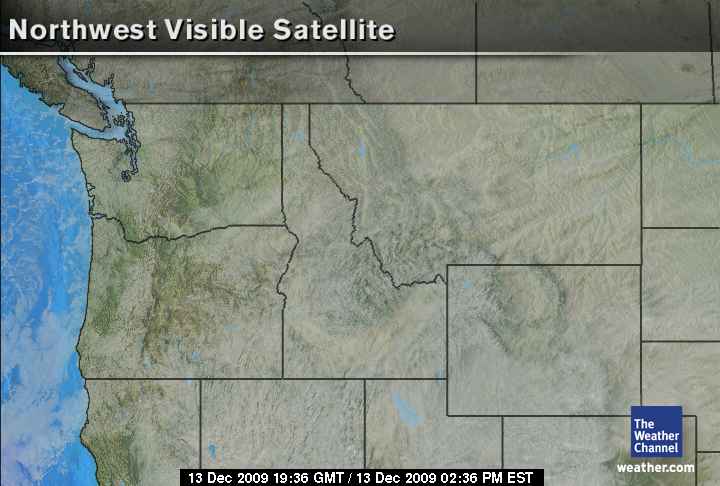 Northwest Visible Satellite
The
Weather
Channel
weather.com
13 Dec 2009 19:36 GMT / 13 Dec 2009 02:36 PM EST